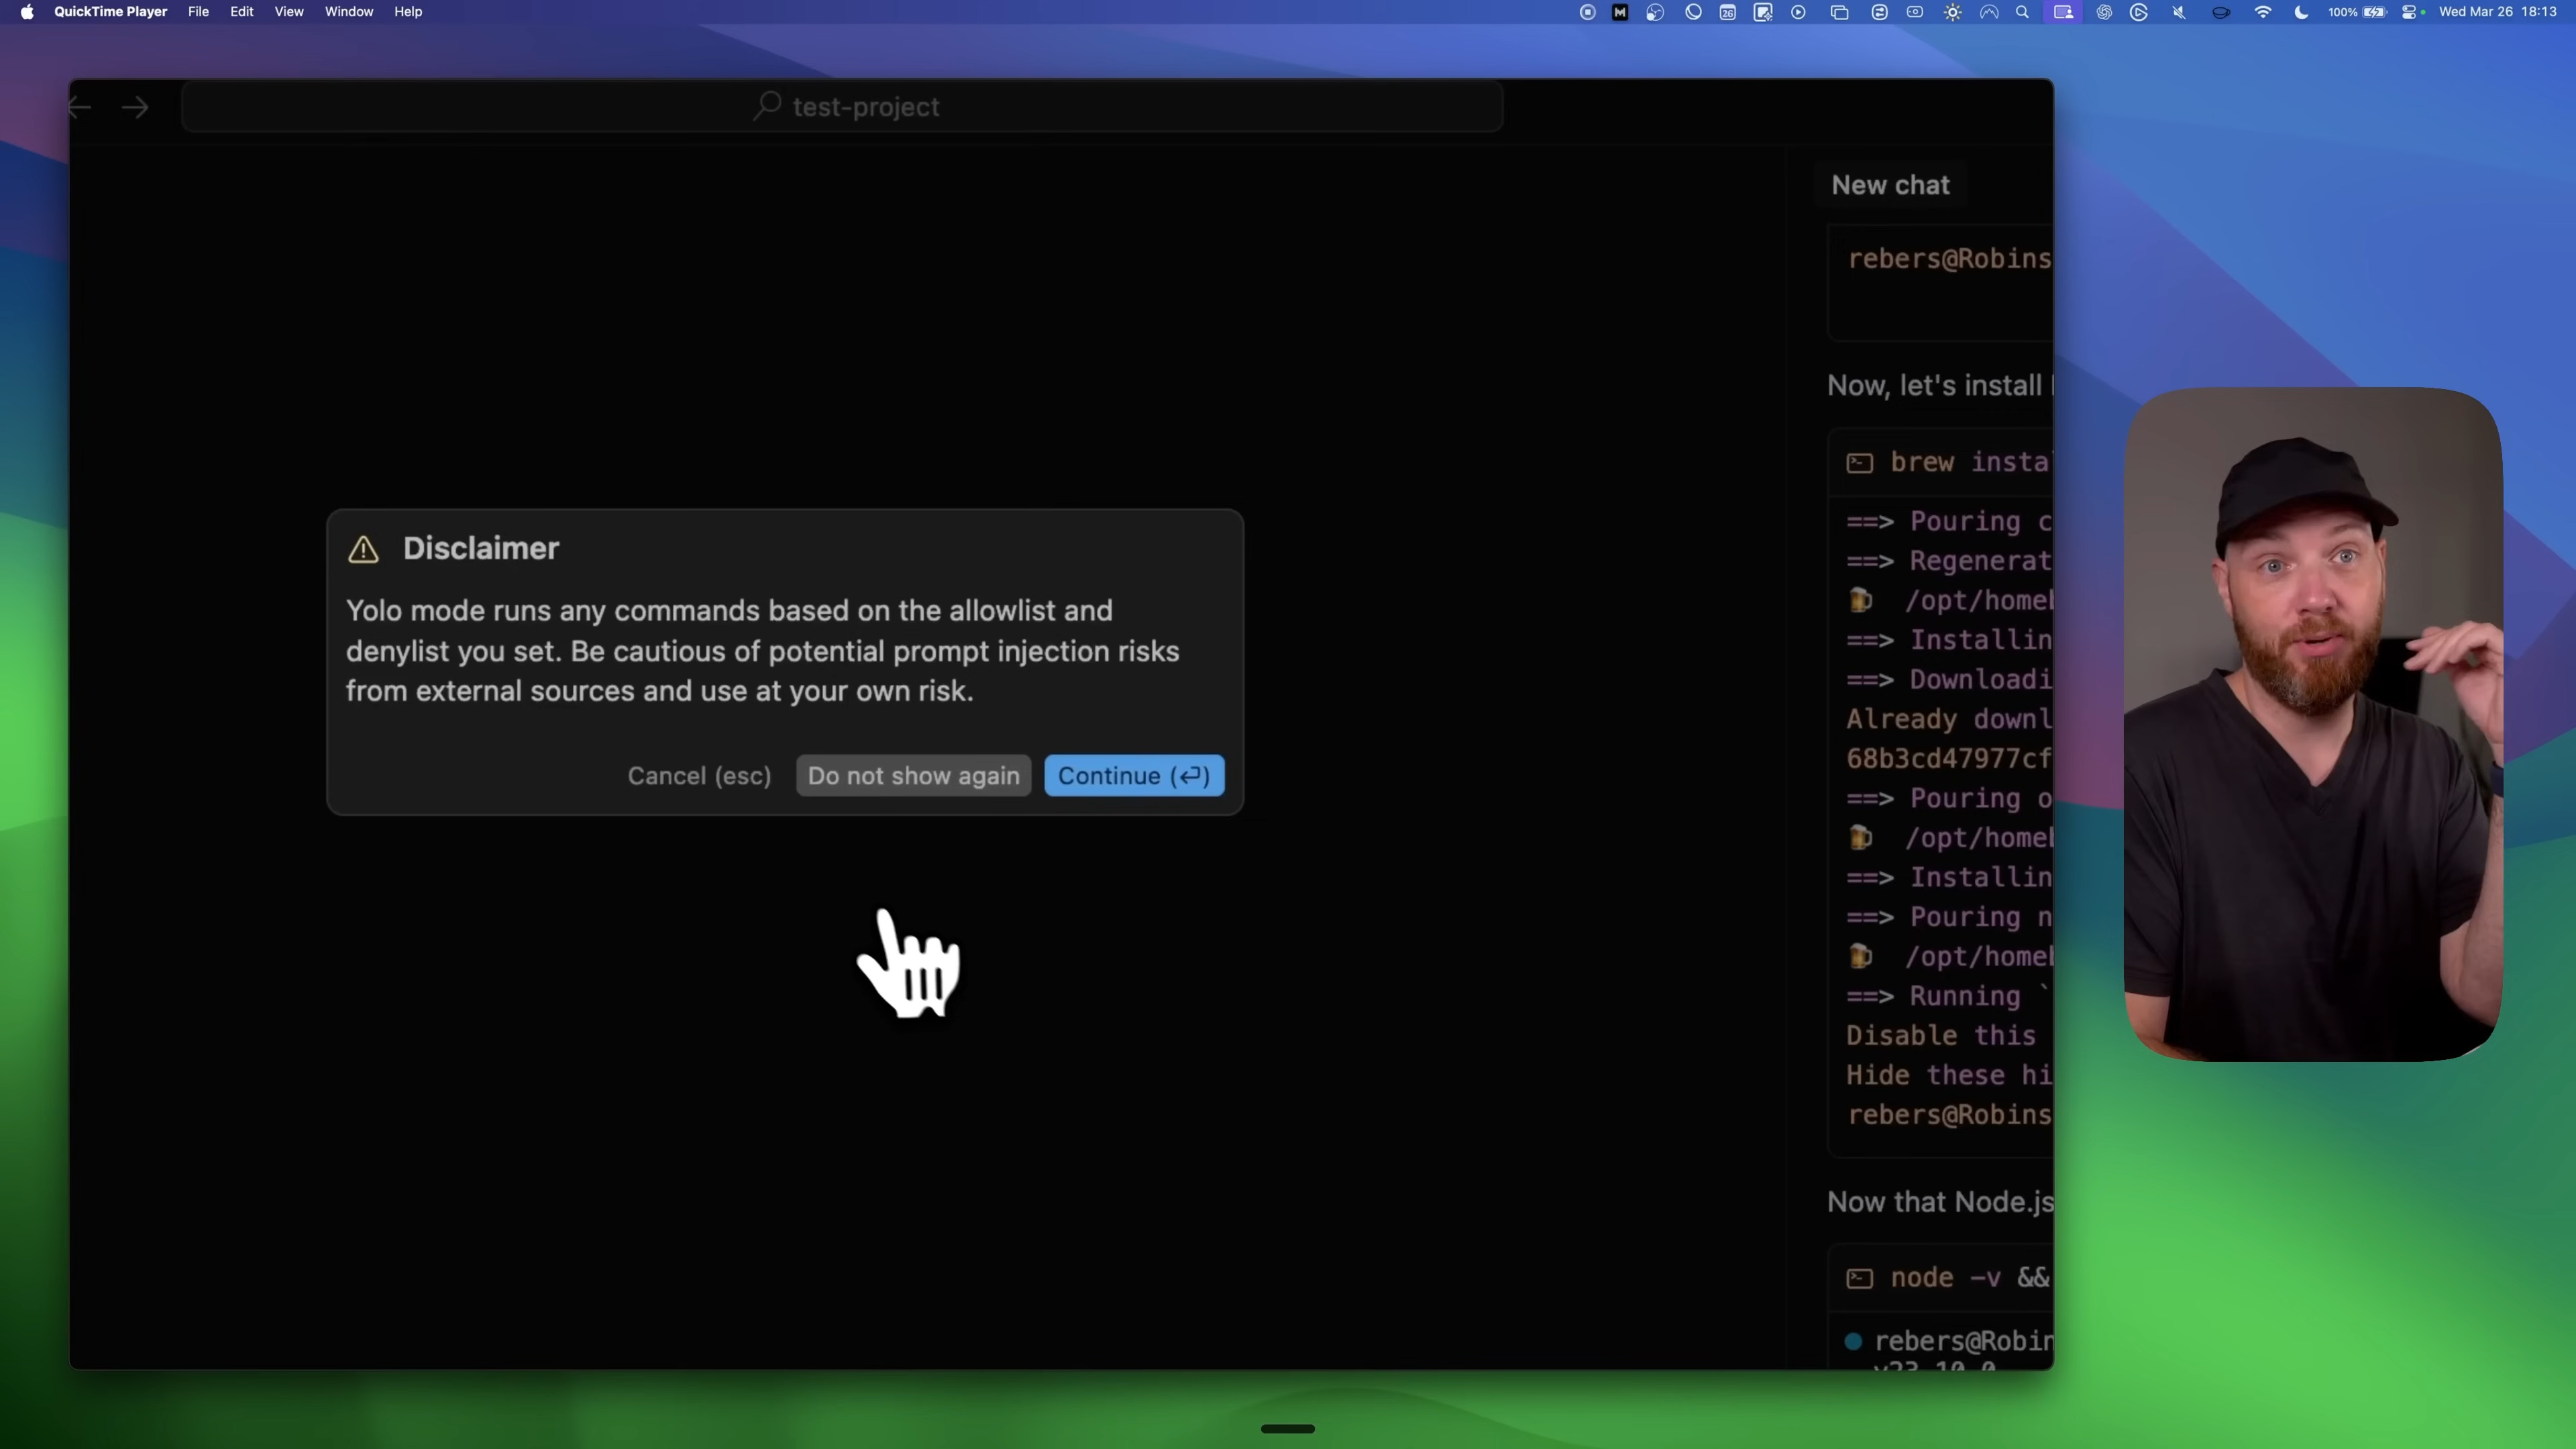 QuickTime Player File Edit View Window Help
26
100%
Wed Mar 26 18:13
test-project
Disclaimer
Yolo mode runs any commands based on the allowlist and
denylist you set. Be cautious of potential prompt injection risks
from external sources and use at your own risk.
Cancel (esc) Do not show again Continue (⏎)
New chat
rebers@Robins
Now, let's install
brew insta
==> Pouring c
==> Regenerat
/opt/home
==> Installin
==> Downloadi
Already downl
68b3cd47977cf
==> Pouring o
/opt/home
==> Installin
==> Pouring n
/opt/home
==> Running `
Disable this
Hide these hi
rebers@Robins
Now that Node.js
node -v &&
rebers@Robin
v23.10.0